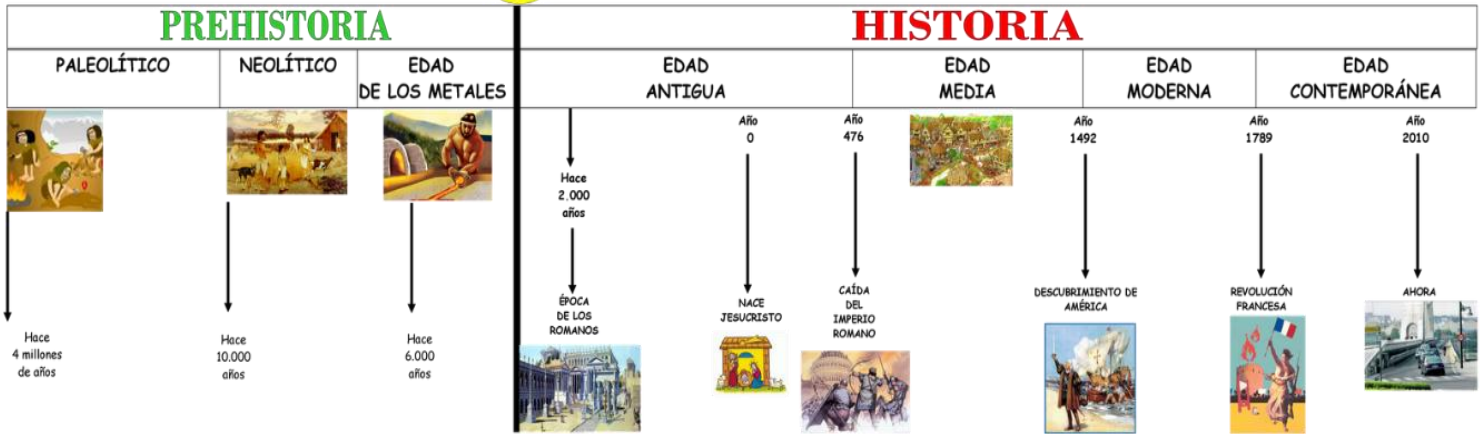 PREHISTORIA
HISTORIA
PALEOLÍTICO
NEOLÍTICO
EDAD
DE LOS METALES
EDAD
ANTIGUA
EDAD
MEDIA
EDAD
MODERNA
EDAD
CONTEMPORÁNEA
Hace
4 millones
de años
Hace
10.000
años
Hace
6.000
años
Hace
2.000
años
ÉPOCA
DE LOS
ROMANOS
Año
0
NACE
JESUCRISTO
Año
476
CAÍDA
DEL
IMPERIO
ROMANO
Año
1492
DESCUBRIMIENTO DE
AMÉRICA
Año
1789
REVOLUCIÓN
FRANCESA
Año
2010
AHORA